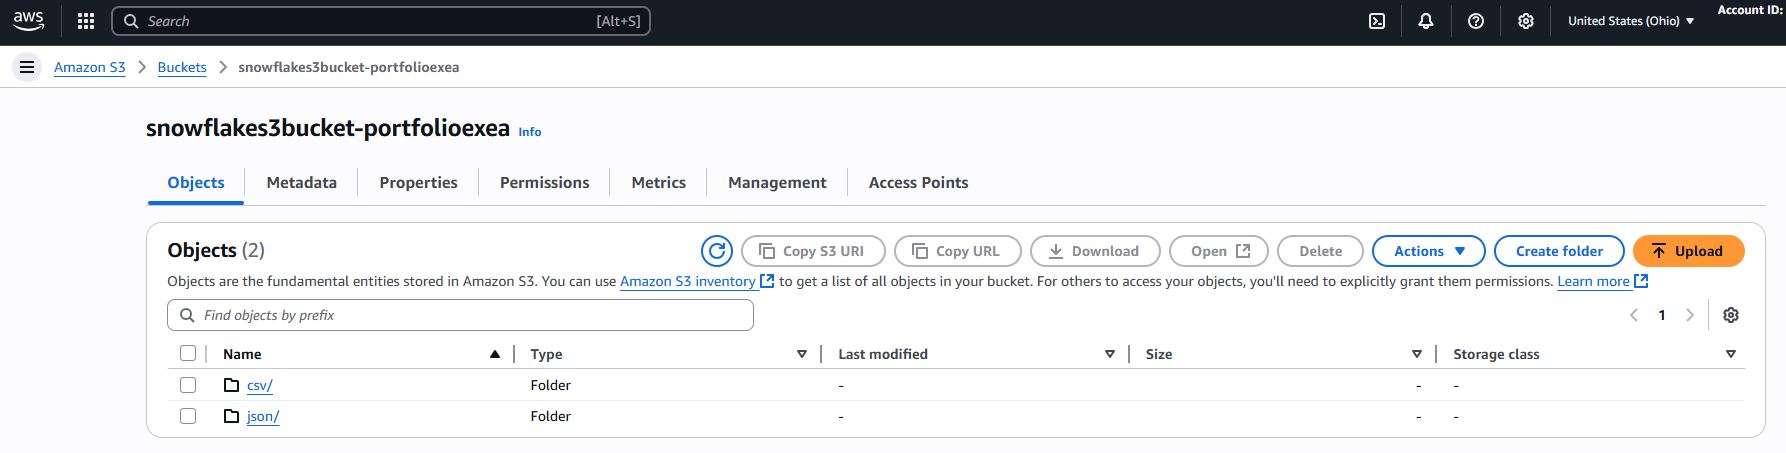 aws
Search [Alt+S] United States (Ohio) Account ID:
Amazon S3 Buckets snowflakes3bucket-portfolioexea
snowflakes3bucket-portfolioexea Info
Objects Metadata Properties Permissions Metrics Management Access Points
Objects (2) Copy S3 URI Copy URL Download Open Delete Actions Create folder Upload
Objects are the fundamental entities stored in Amazon S3. You can use Amazon S3 inventory to get a list of all objects in your bucket. For others to access your objects, you'll need to explicitly grant them permissions. Learn more
Find objects by prefix 1
Name Type Last modified Size Storage class
csv/ Folder - - -
json/ Folder - - -